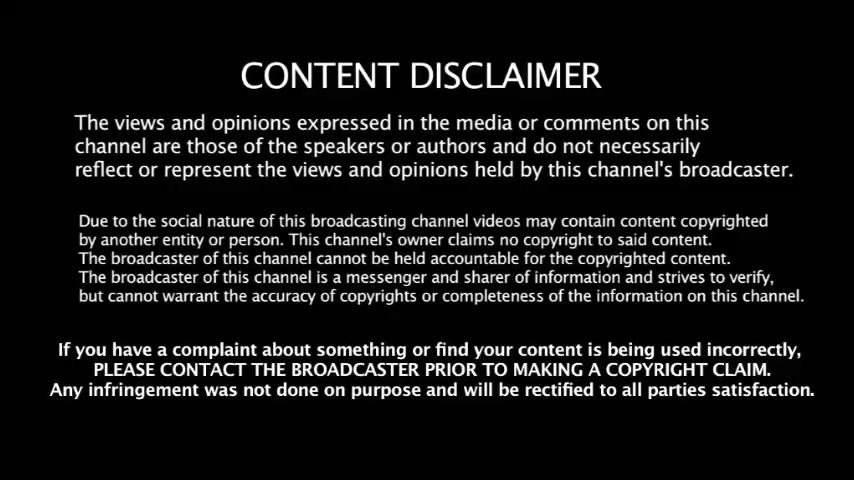 CONTENT DISCLAIMER
The views and opinions expressed in the media or comments on this
channel are those of the speakers or authors and do not necessarily
reflect or represent the views and opinions held by this channel's broadcaster.
Due to the social nature of this broadcasting channel videos may contain content copyrighted
by another entity or person. This channel's owner claims no copyright to said content.
The broadcaster of this channel cannot be held accountable for the copyrighted content.
The broadcaster of this channel is a messenger and sharer of information and strives to verify,
but cannot warrant the accuracy of copyrights or completeness of the information on this channel.
If you have a complaint about something or find your content is being used incorrectly,
PLEASE CONTACT THE BROADCASTER PRIOR TO MAKING A COPYRIGHT CLAIM.
Any infringement was not done on purpose and will be rectified to all parties satisfaction.